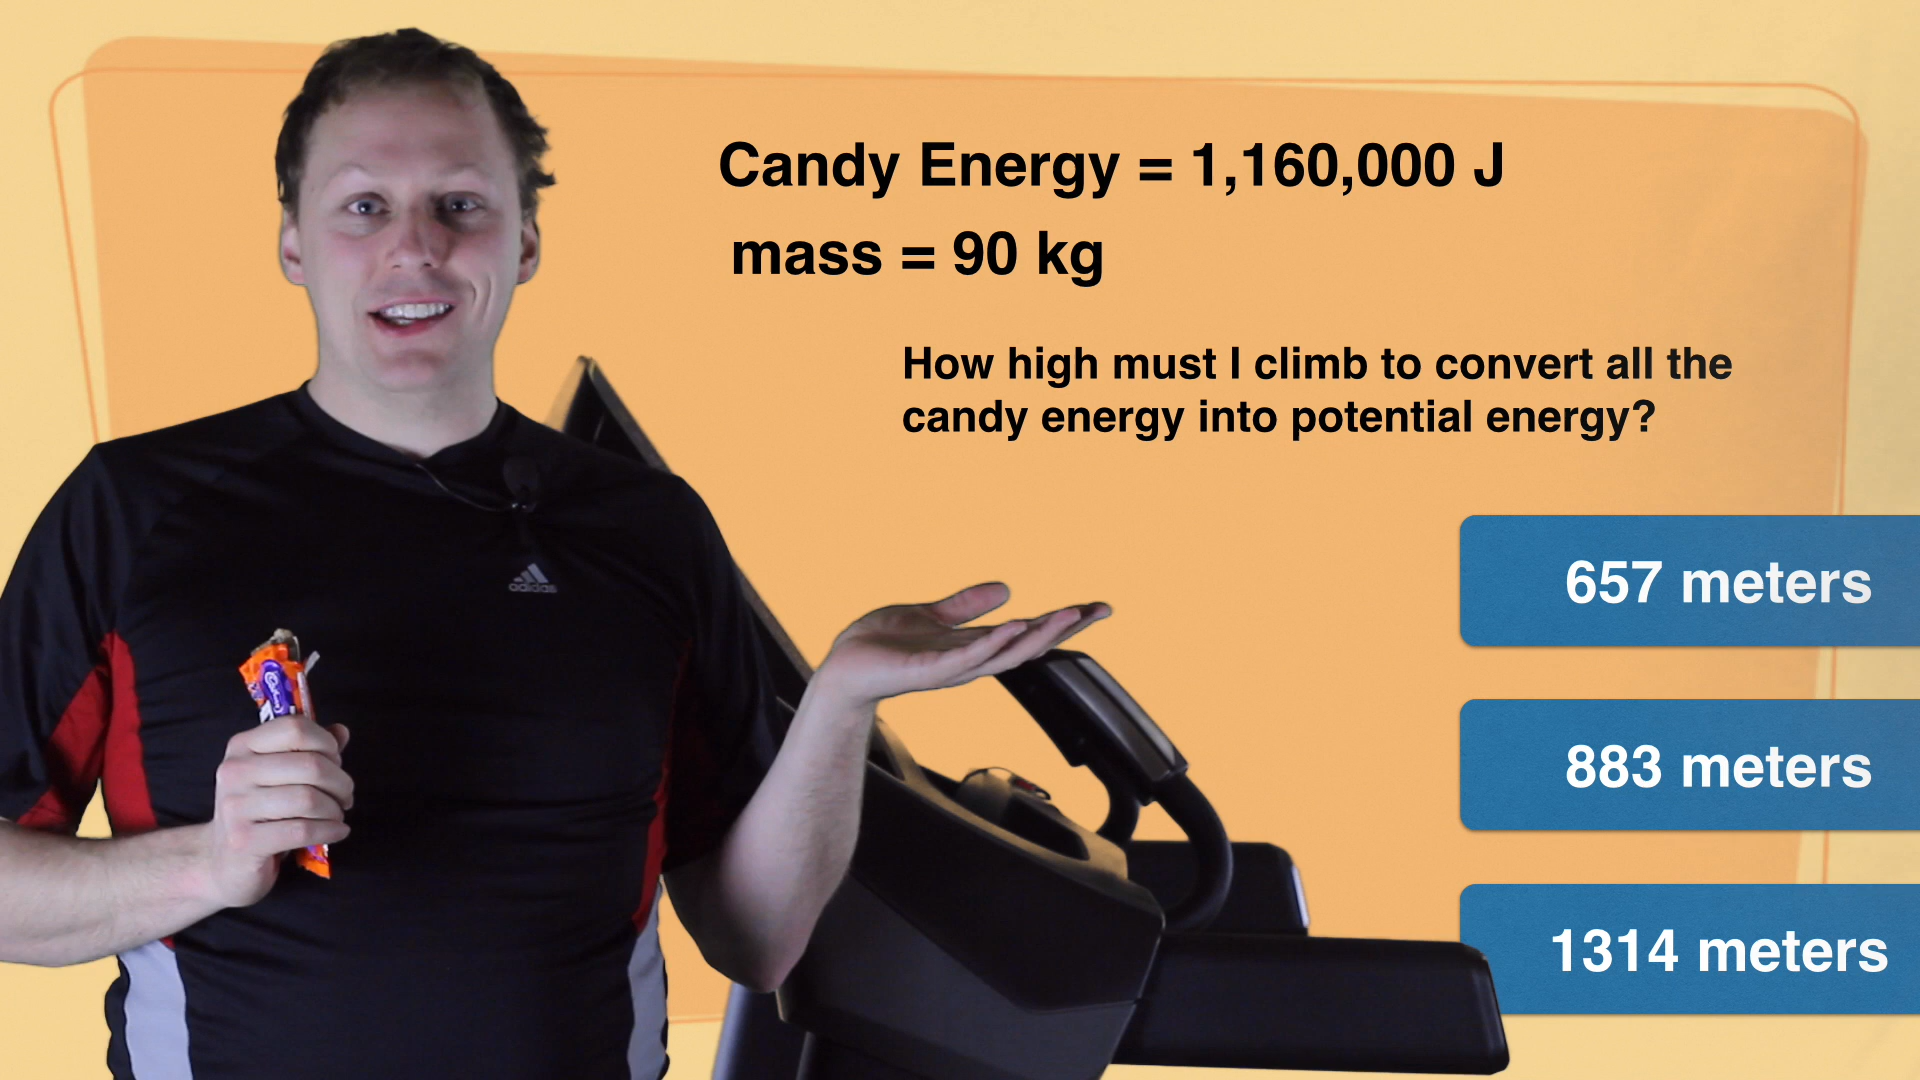 Candy Energy = 1,160,000 J
mass = 90 kg
How high must I climb to convert all the
candy energy into potential energy?
657 meters
883 meters
1314 meters
adidas